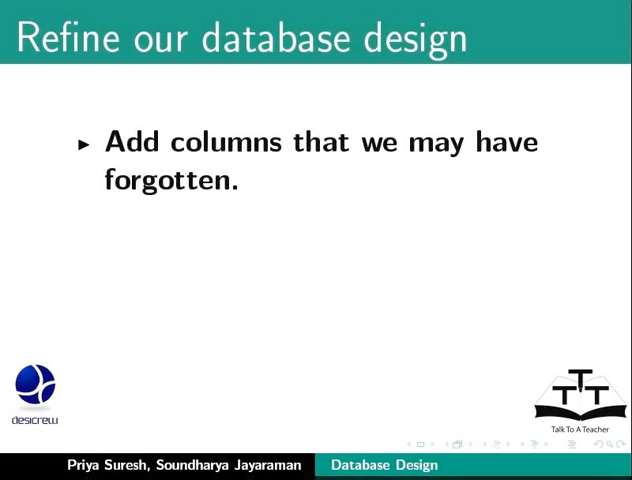 Refine our database design
Add columns that we may have
forgotten.
desicrew
TTT
Talk To A Teacher
Priya Suresh, Soundharya Jayaraman Database Design